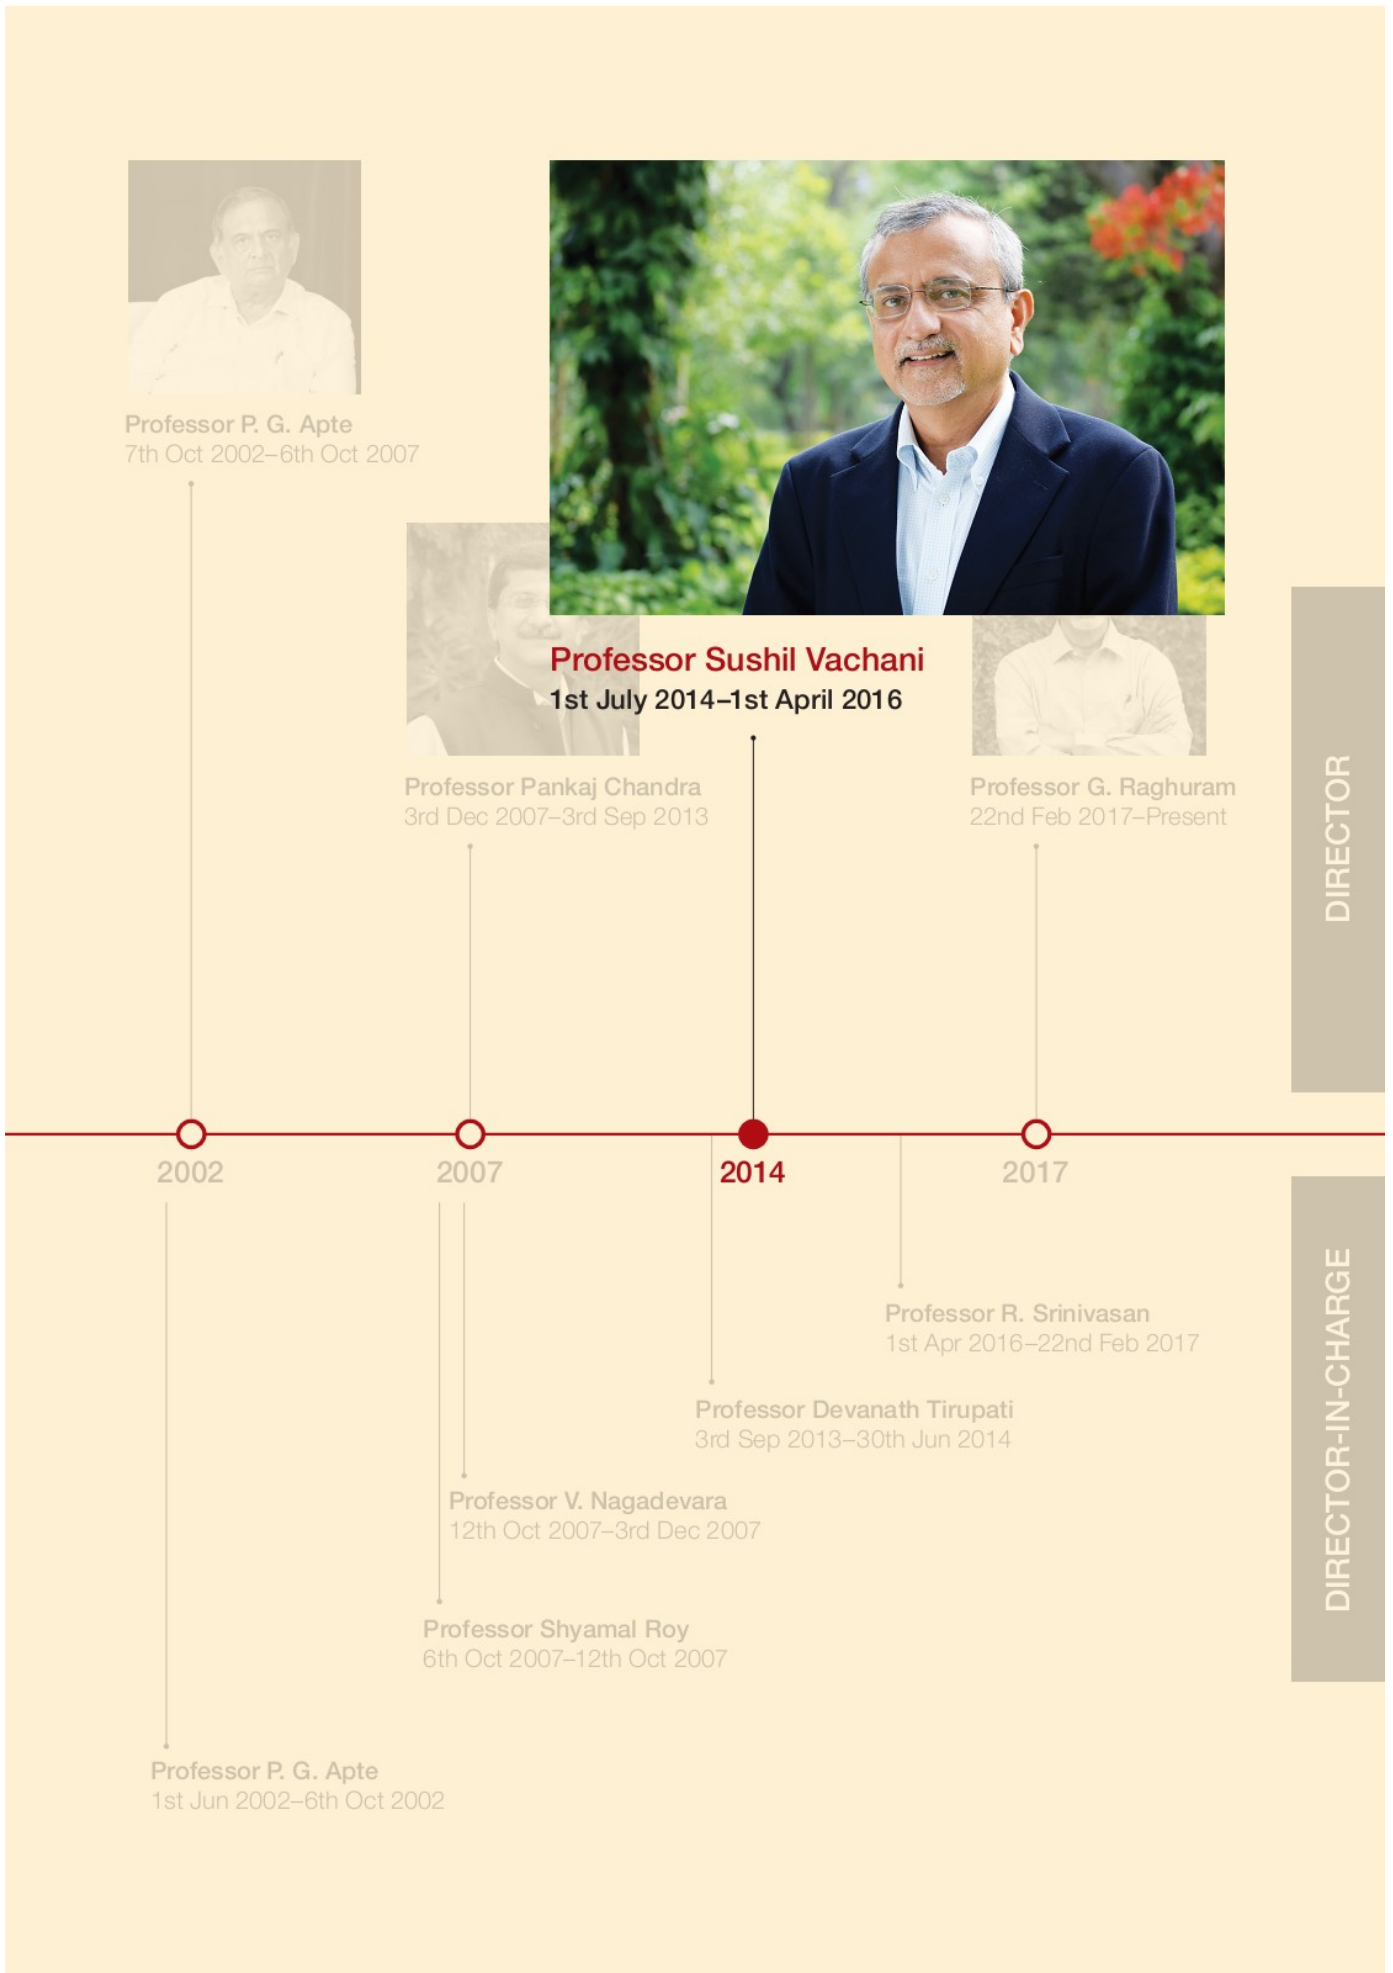 Professor P. G. Apte
7th Oct 2002–6th Oct 2007
Professor Sushil Vachani
1st July 2014–1st April 2016
Professor Pankaj Chandra
3rd Dec 2007–3rd Sep 2013
Professor G. Raghuram
22nd Feb 2017–Present
DIRECTOR
2002
2007
2014
2017
DIRECTOR-IN-CHARGE
Professor R. Srinivasan
1st Apr 2016–22nd Feb 2017
Professor Devanath Tirupati
3rd Sep 2013–30th Jun 2014
Professor V. Nagadevara
12th Oct 2007–3rd Dec 2007
Professor Shyamal Roy
6th Oct 2007–12th Oct 2007
Professor P. G. Apte
1st Jun 2002–6th Oct 2002